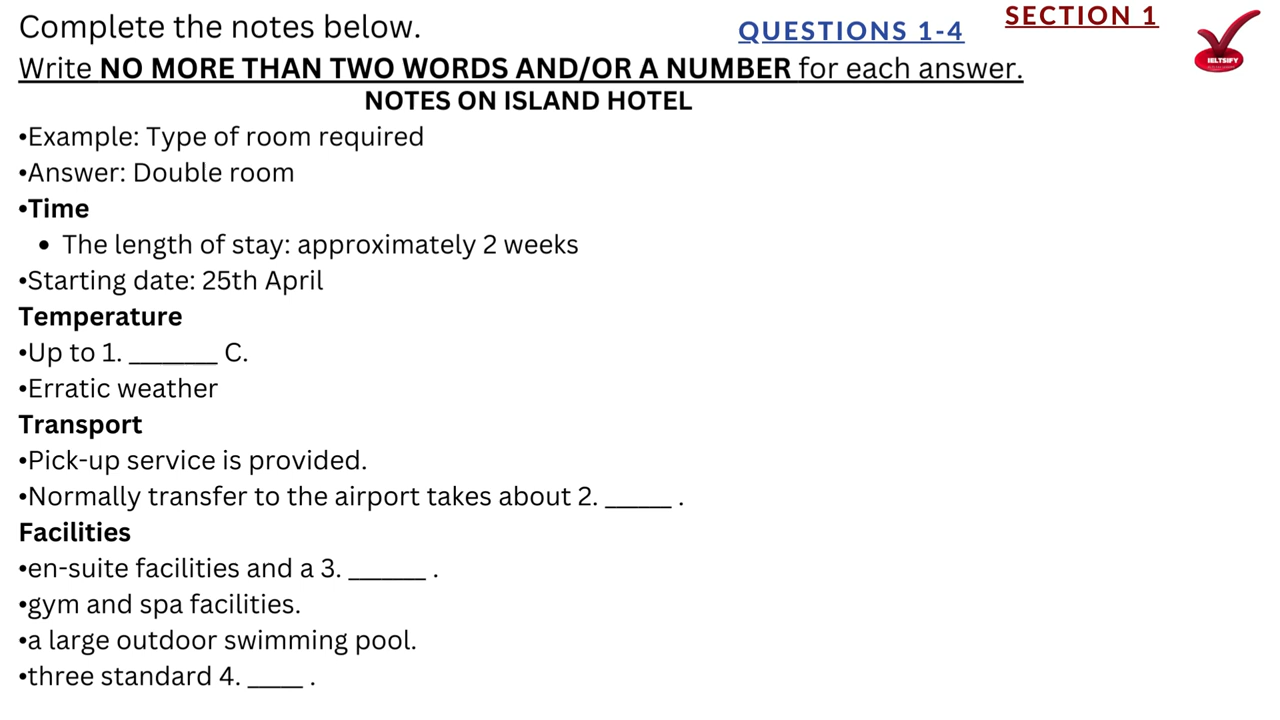 Complete the notes below.
QUESTIONS 1-4
SECTION 1
IELTSIFY
Write NO MORE THAN TWO WORDS AND/OR A NUMBER for each answer.
NOTES ON ISLAND HOTEL
•Example: Type of room required
•Answer: Double room
•Time
• The length of stay: approximately 2 weeks
•Starting date: 25th April
Temperature
•Up to 1. _______ C.
•Erratic weather
Transport
•Pick-up service is provided.
•Normally transfer to the airport takes about 2. _____ .
Facilities
•en-suite facilities and a 3. ______ .
•gym and spa facilities.
•a large outdoor swimming pool.
•three standard 4. ____ .